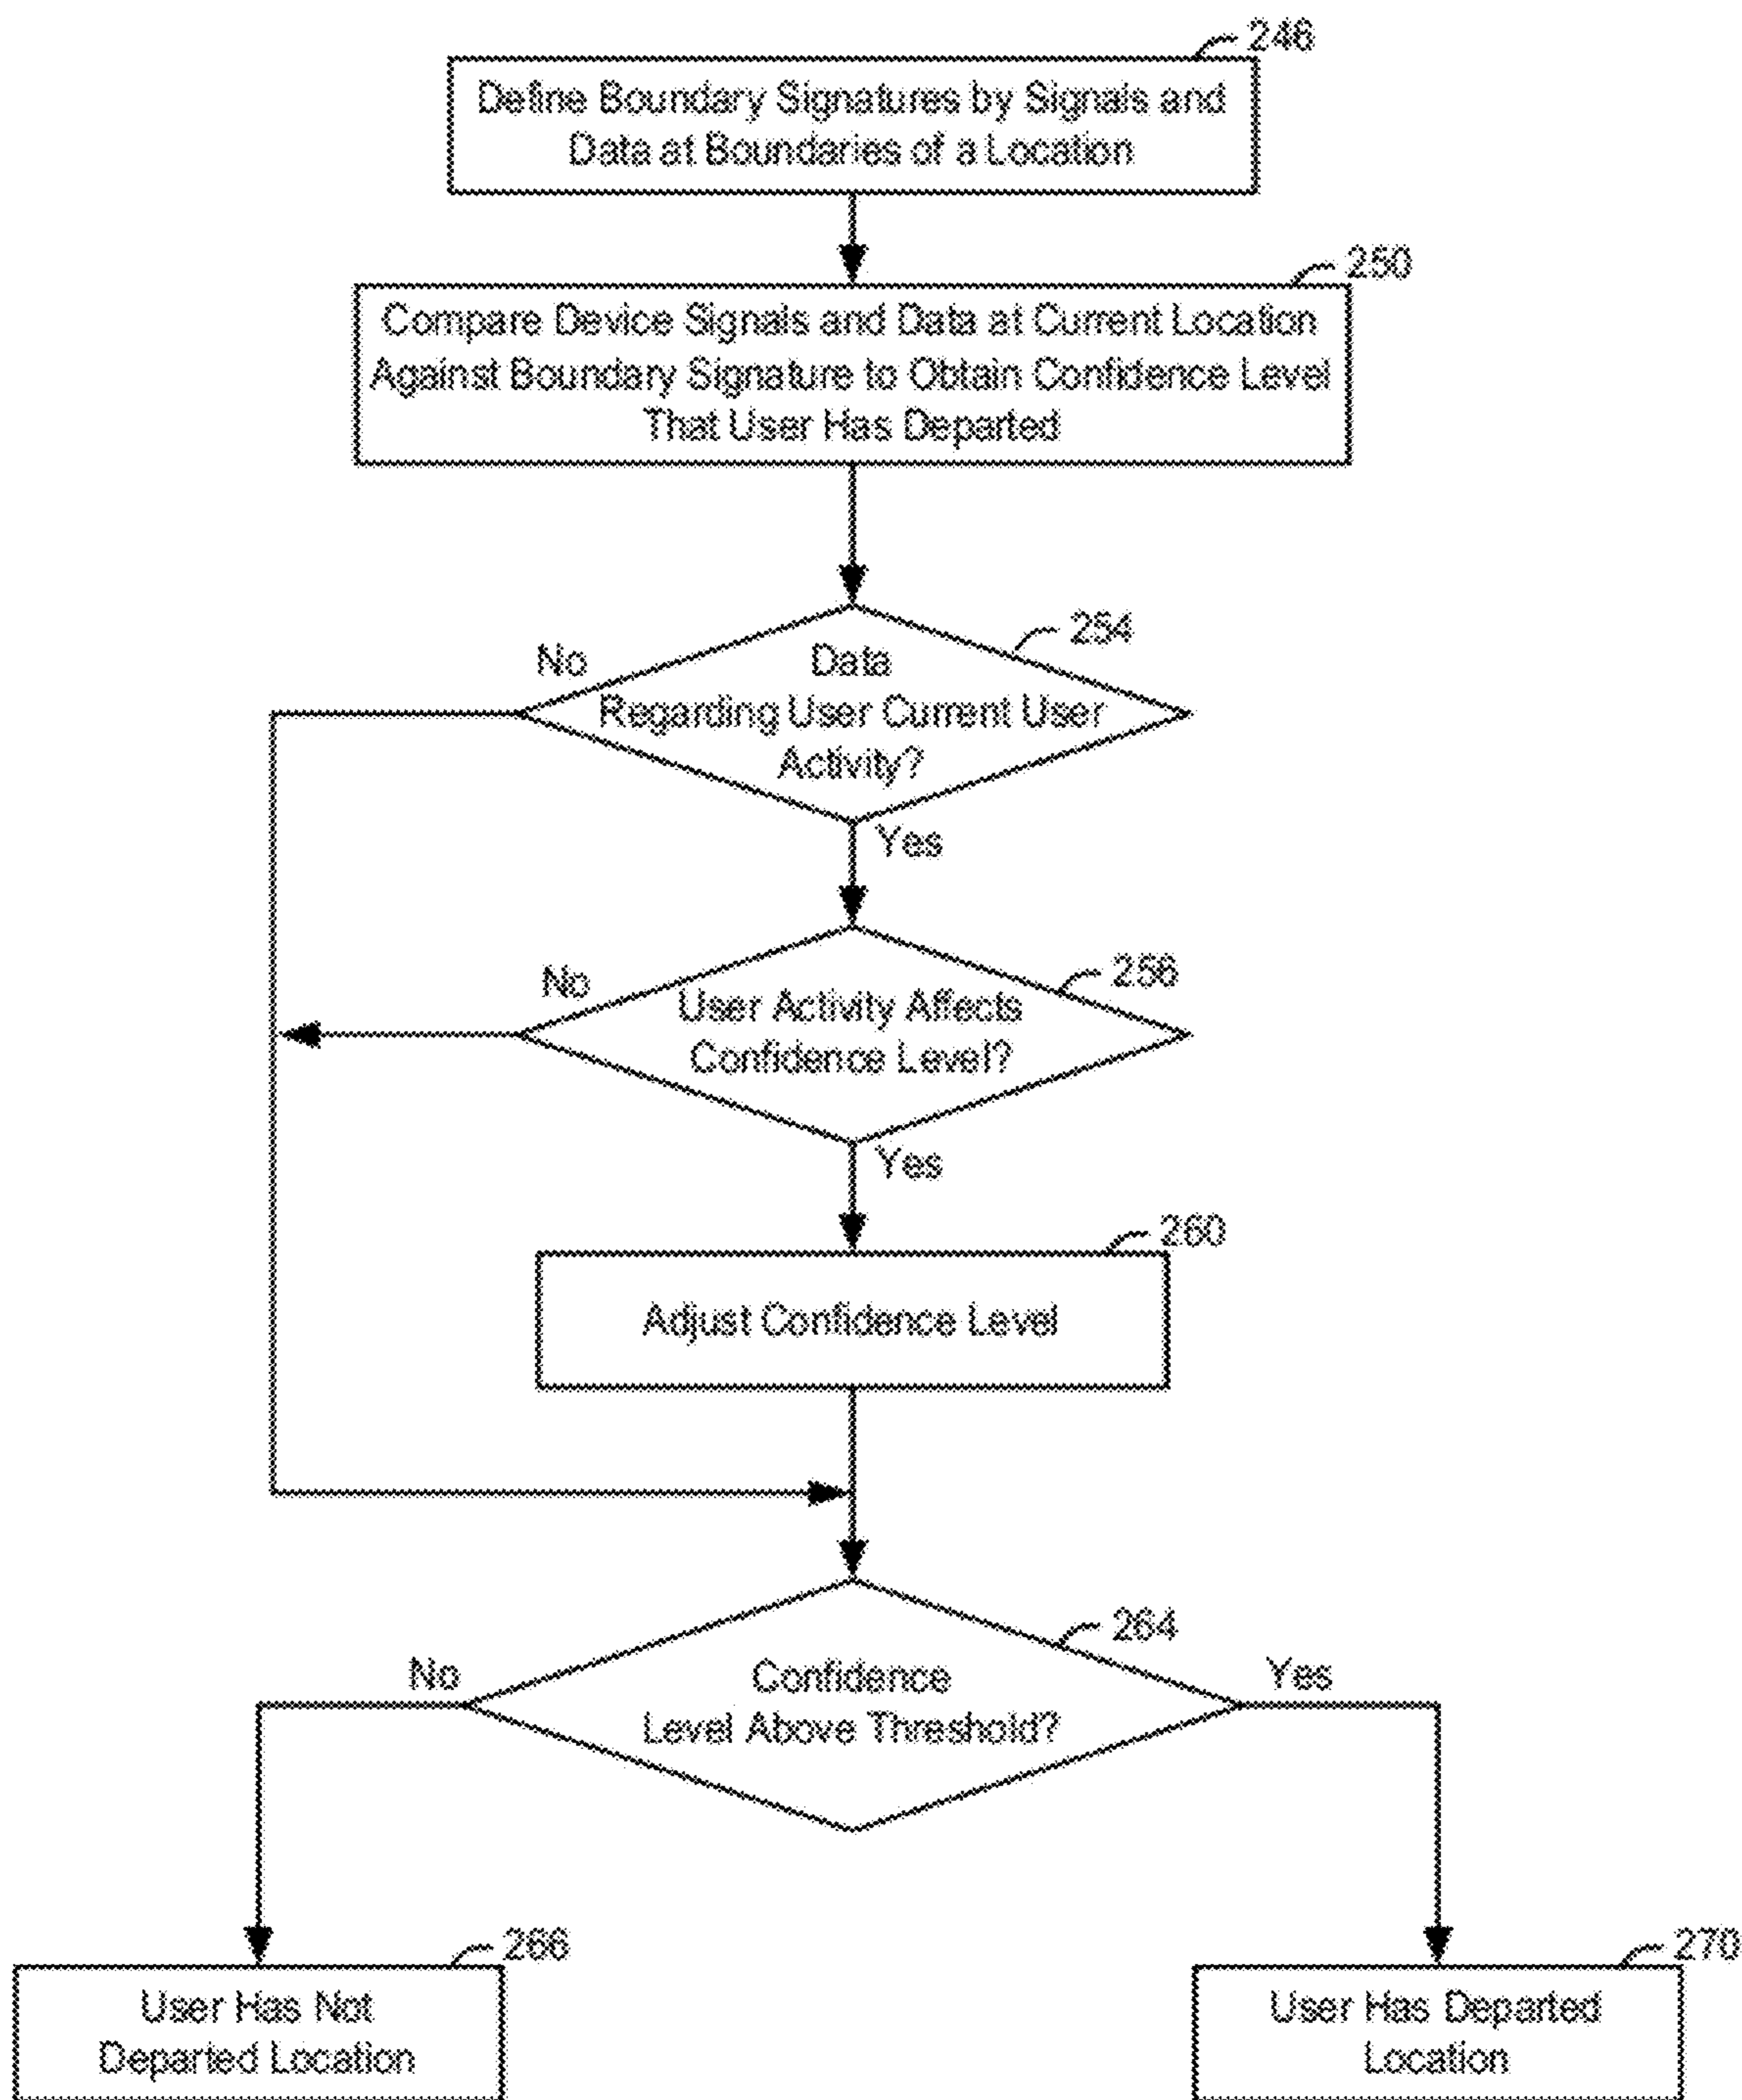 246
Define Boundary Signatures by Signals and
Data at Boundaries of a Location
250
Compare Device Signals and Data at Current Location
Against Boundary Signature to Obtain Confidence Level
That User Has Departed
254
No
Data
Regarding User Current User
Activity?
Yes
256
No
User Activity Affects
Confidence Level?
Yes
260
Adjust Confidence Level
264
No
Yes
Confidence
Level Above Threshold?
266
User Has Not
Departed Location
270
User Has Departed
Location